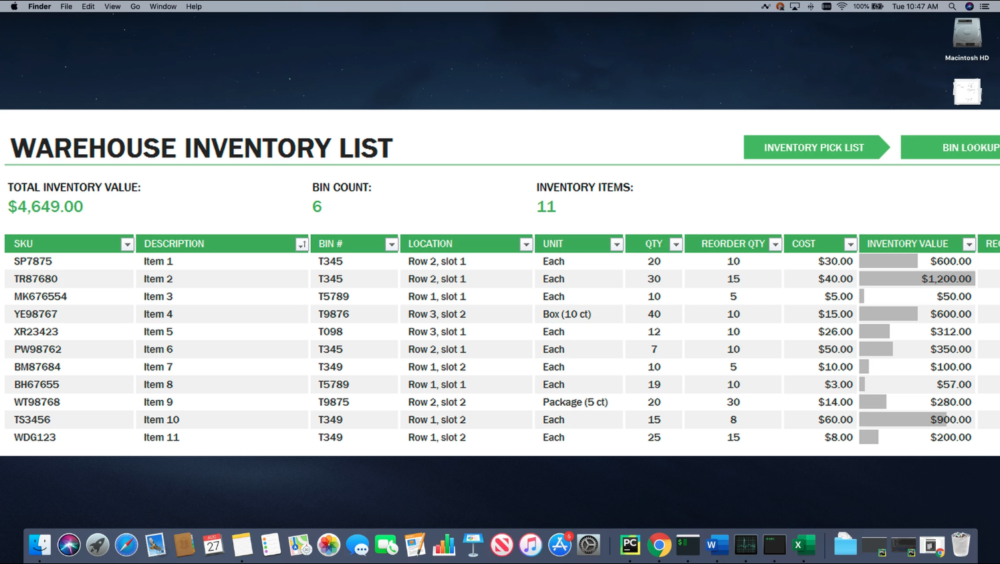 Finder File Edit View Go Window Help 100% Tue 10:47 AM
Macintosh HD
WAREHOUSE INVENTORY LIST INVENTORY PICK LIST BIN LOOKUP
TOTAL INVENTORY VALUE: BIN COUNT: INVENTORY ITEMS:
$4,649.00 6 11
SKU DESCRIPTION BIN # LOCATION UNIT QTY REORDER QTY COST INVENTORY VALUE
SP7875 Item 1 T345 Row 2, slot 1 Each 20 10 $30.00 $600.00
TR87680 Item 2 T345 Row 2, slot 1 Each 30 15 $40.00 $1,200.00
MK676554 Item 3 T5789 Row 1, slot 1 Each 10 5 $5.00 $50.00
YE98767 Item 4 T9876 Row 3, slot 2 Box (10 ct) 40 10 $15.00 $600.00
XR23423 Item 5 T098 Row 3, slot 1 Each 12 10 $26.00 $312.00
PW98762 Item 6 T345 Row 2, slot 1 Each 7 10 $50.00 $350.00
BM87684 Item 7 T349 Row 1, slot 2 Each 10 5 $10.00 $100.00
BH67655 Item 8 T5789 Row 1, slot 1 Each 19 10 $3.00 $57.00
WT98768 Item 9 T9875 Row 2, slot 2 Package (5 ct) 20 30 $14.00 $280.00
TS3456 Item 10 T349 Row 1, slot 2 Each 15 8 $60.00 $900.00
WDG123 Item 11 T349 Row 1, slot 2 Each 25 15 $8.00 $200.00
AUG 6
27 PC $ W X